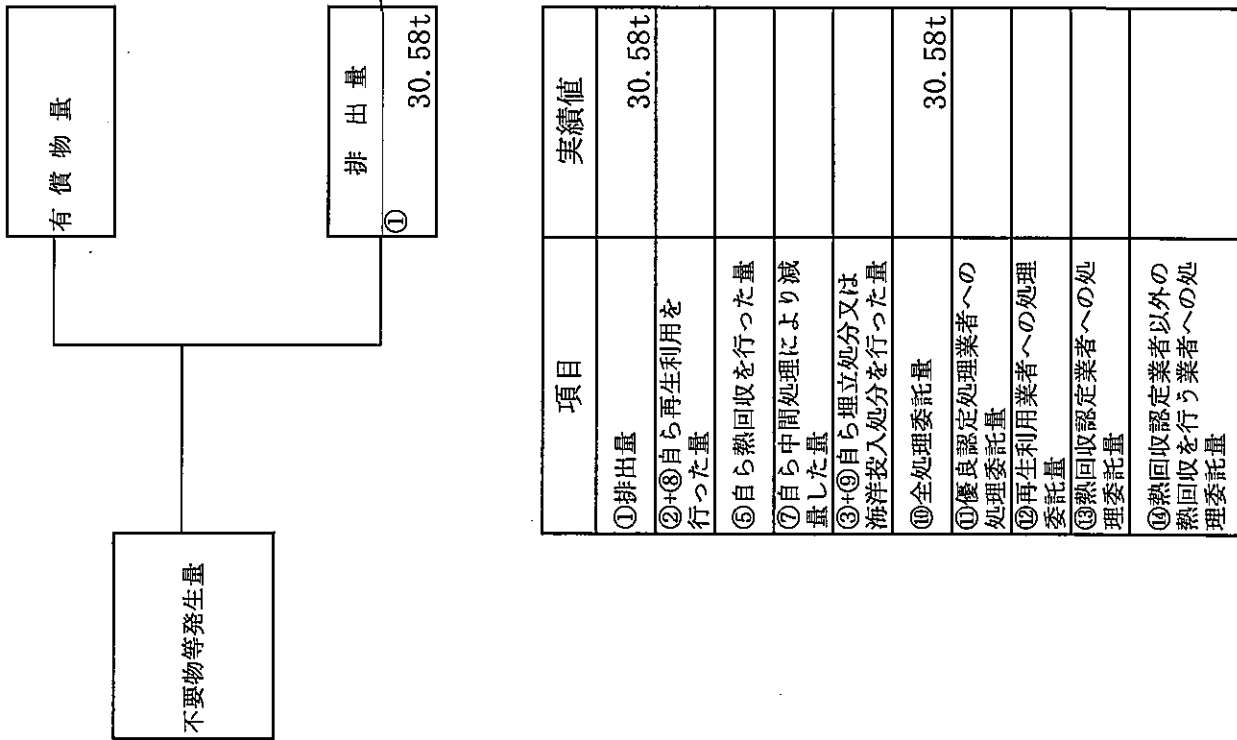 有償物量
排出量
①
30.58t
不要物等発生量
項目
実績値
①排出量
30.58t
②+⑧自ら再生利用を
行った量
⑤自ら熱回収を行った量
⑦自ら中間処理により減
量した量
③+⑨自ら埋立処分又は
海洋投入処分を行った量
⑩全処理委託量
30.58t
⑪優良認定処理業者への
処理委託量
⑫再生利用業者への処理
委託量
⑬熱回収認定業者への処
理委託量
⑭熱回収認定業者以外の
熱回収を行う業者への処
理委託量